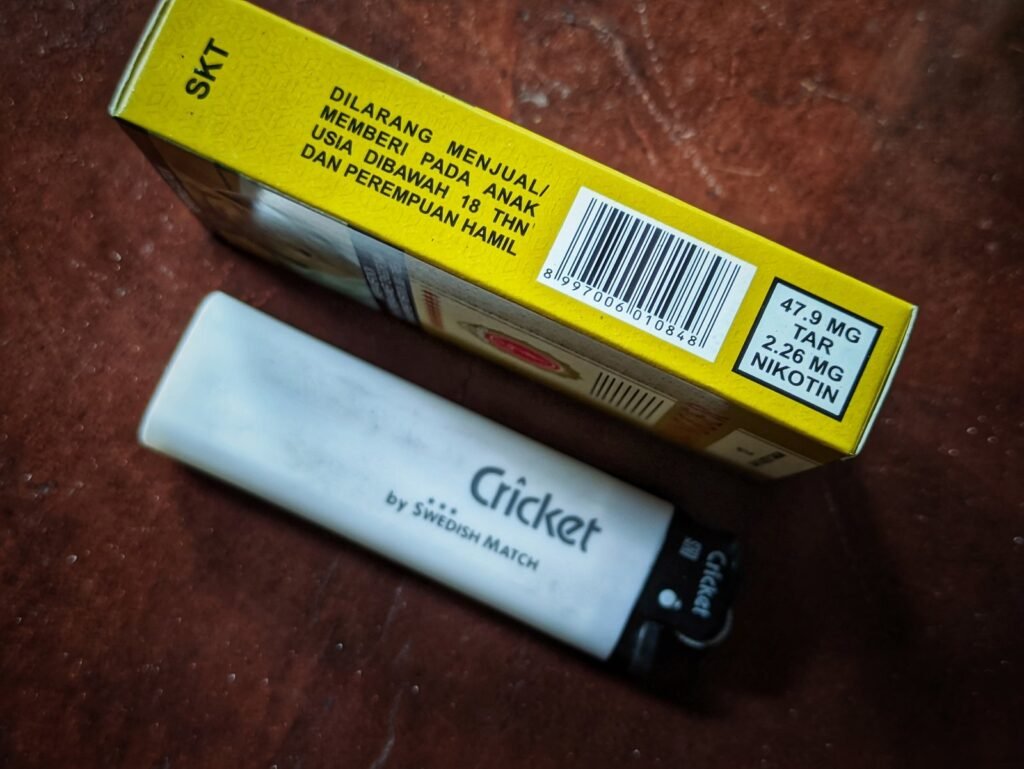 SKT
DILARANG MENJUAL/
MEMBERI PADA ANAK
USIA DIBAWAH 18 THN
DAN PEREMPUAN HAMIL
8 997006 010848
47.9 MG
TAR
2.26 MG
NIKOTIN
Cricket
by SWEDISH MATCH
Cricket